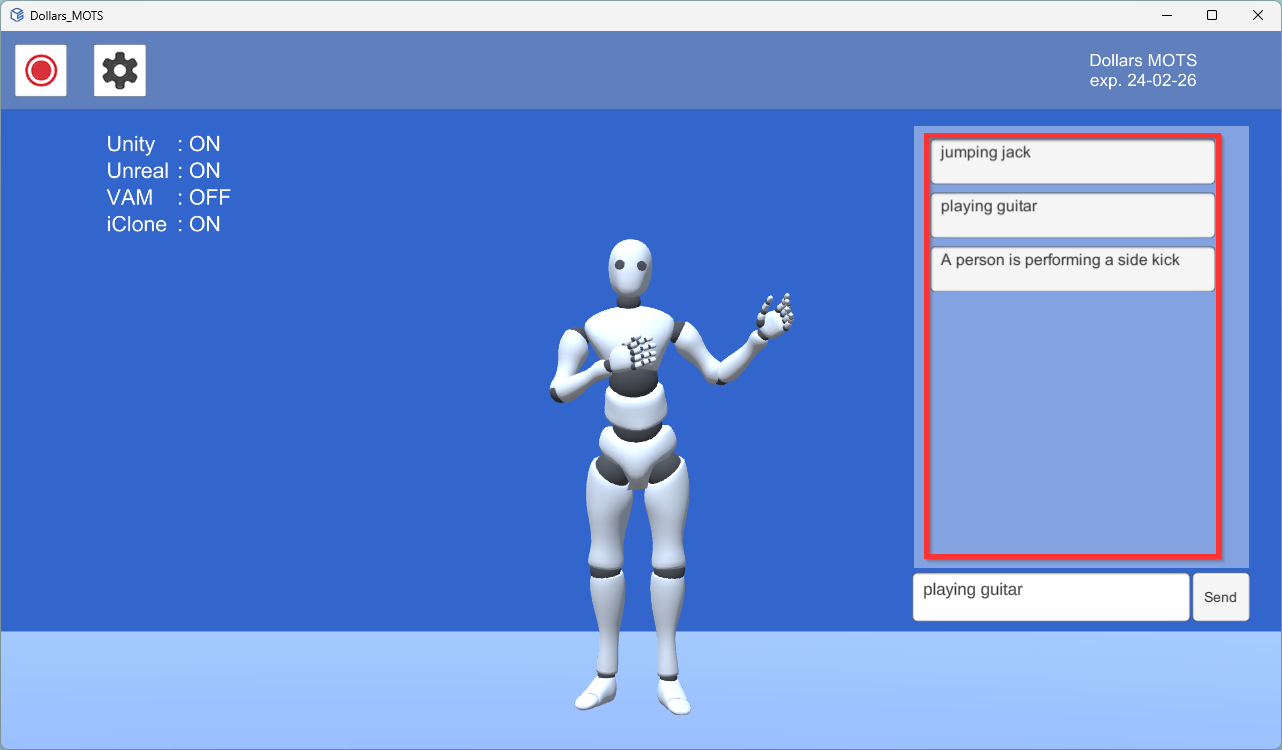 Dollars_MOTS
Dollars MOTS
exp. 24-02-26
Unity : ON
Unreal : ON
VAM : OFF
iClone : ON
jumping jack
playing guitar
A person is performing a side kick
playing guitar
Send